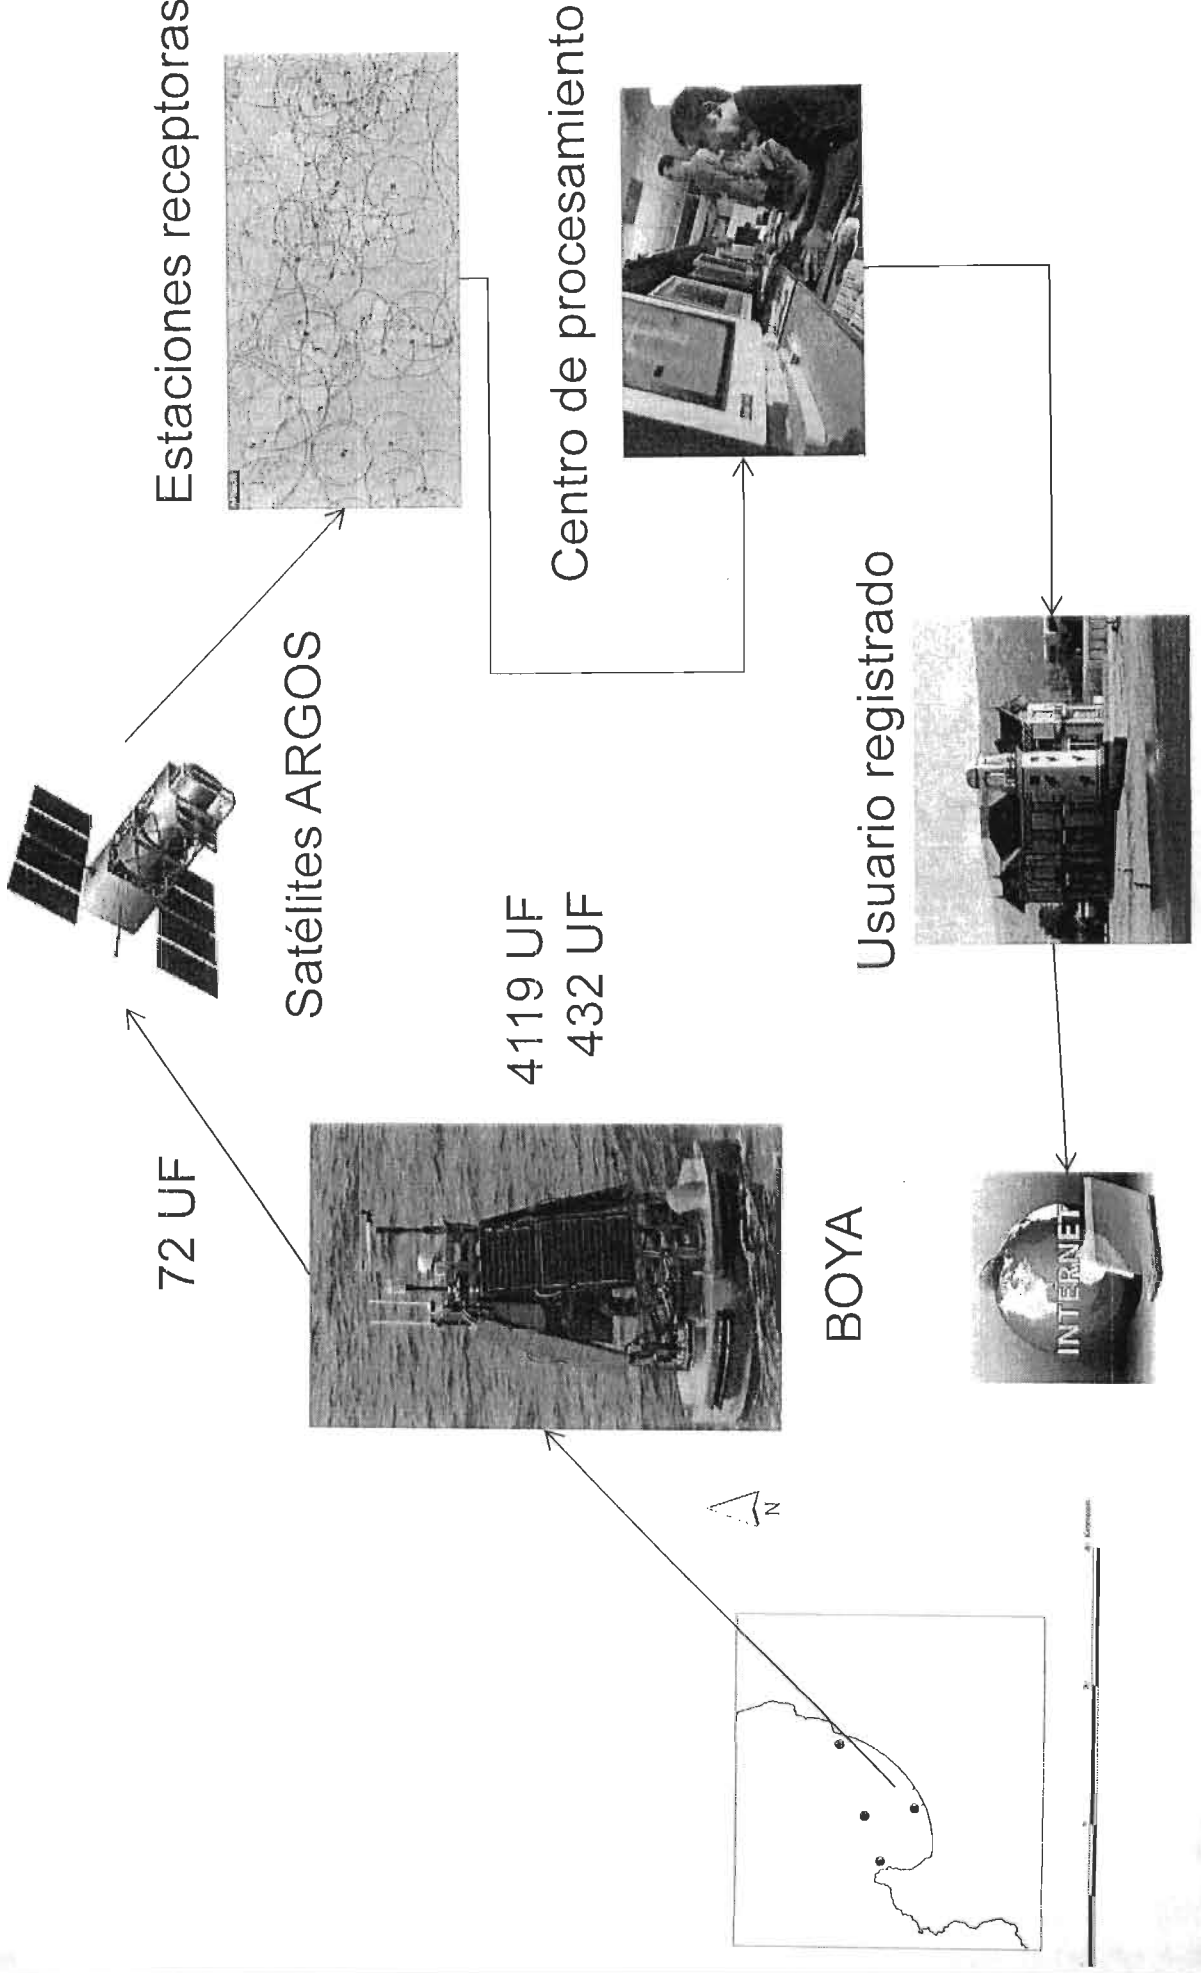 72 UF
Satélites ARGOS
Estaciones receptoras
4119 UF
432 UF
Centro de procesamiento
BOYA
Usuario registrado
N
INTERNET